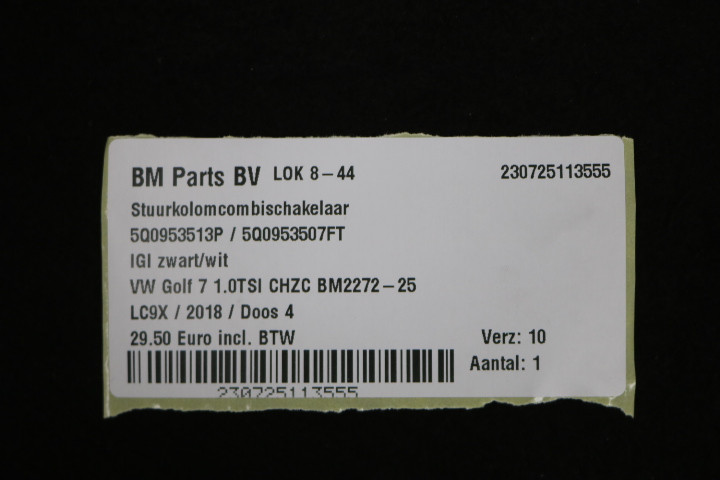 BM Parts BV LOK 8-44 230725113555
Stuurkolomcombischakelaar
5Q0953513P / 5Q0953507FT
IGI zwart/wit
VW Golf 7 1.0TSI CHZC BM2272-25
LC9X / 2018 / Doos 4
29.50 Euro incl. BTW Verz: 10
Aantal: 1
230725113555